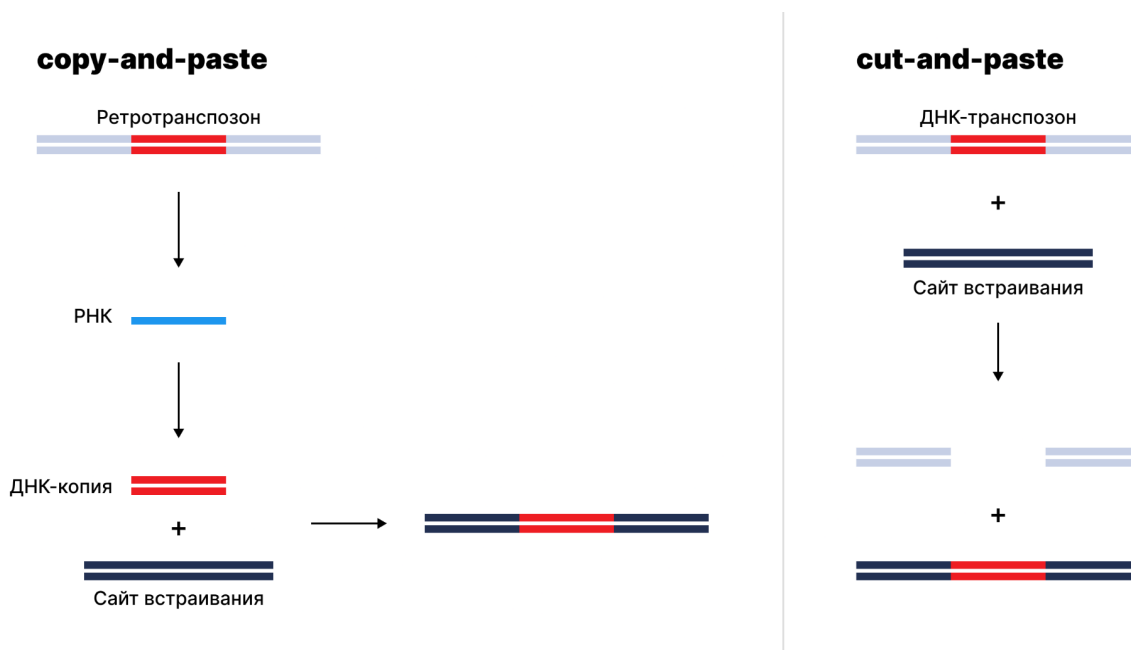 copy-and-paste
Ретротранспозон
РНК
ДНК-копия
+
Сайт встраивания
cut-and-paste
ДНК-транспозон
+
Сайт встраивания
+